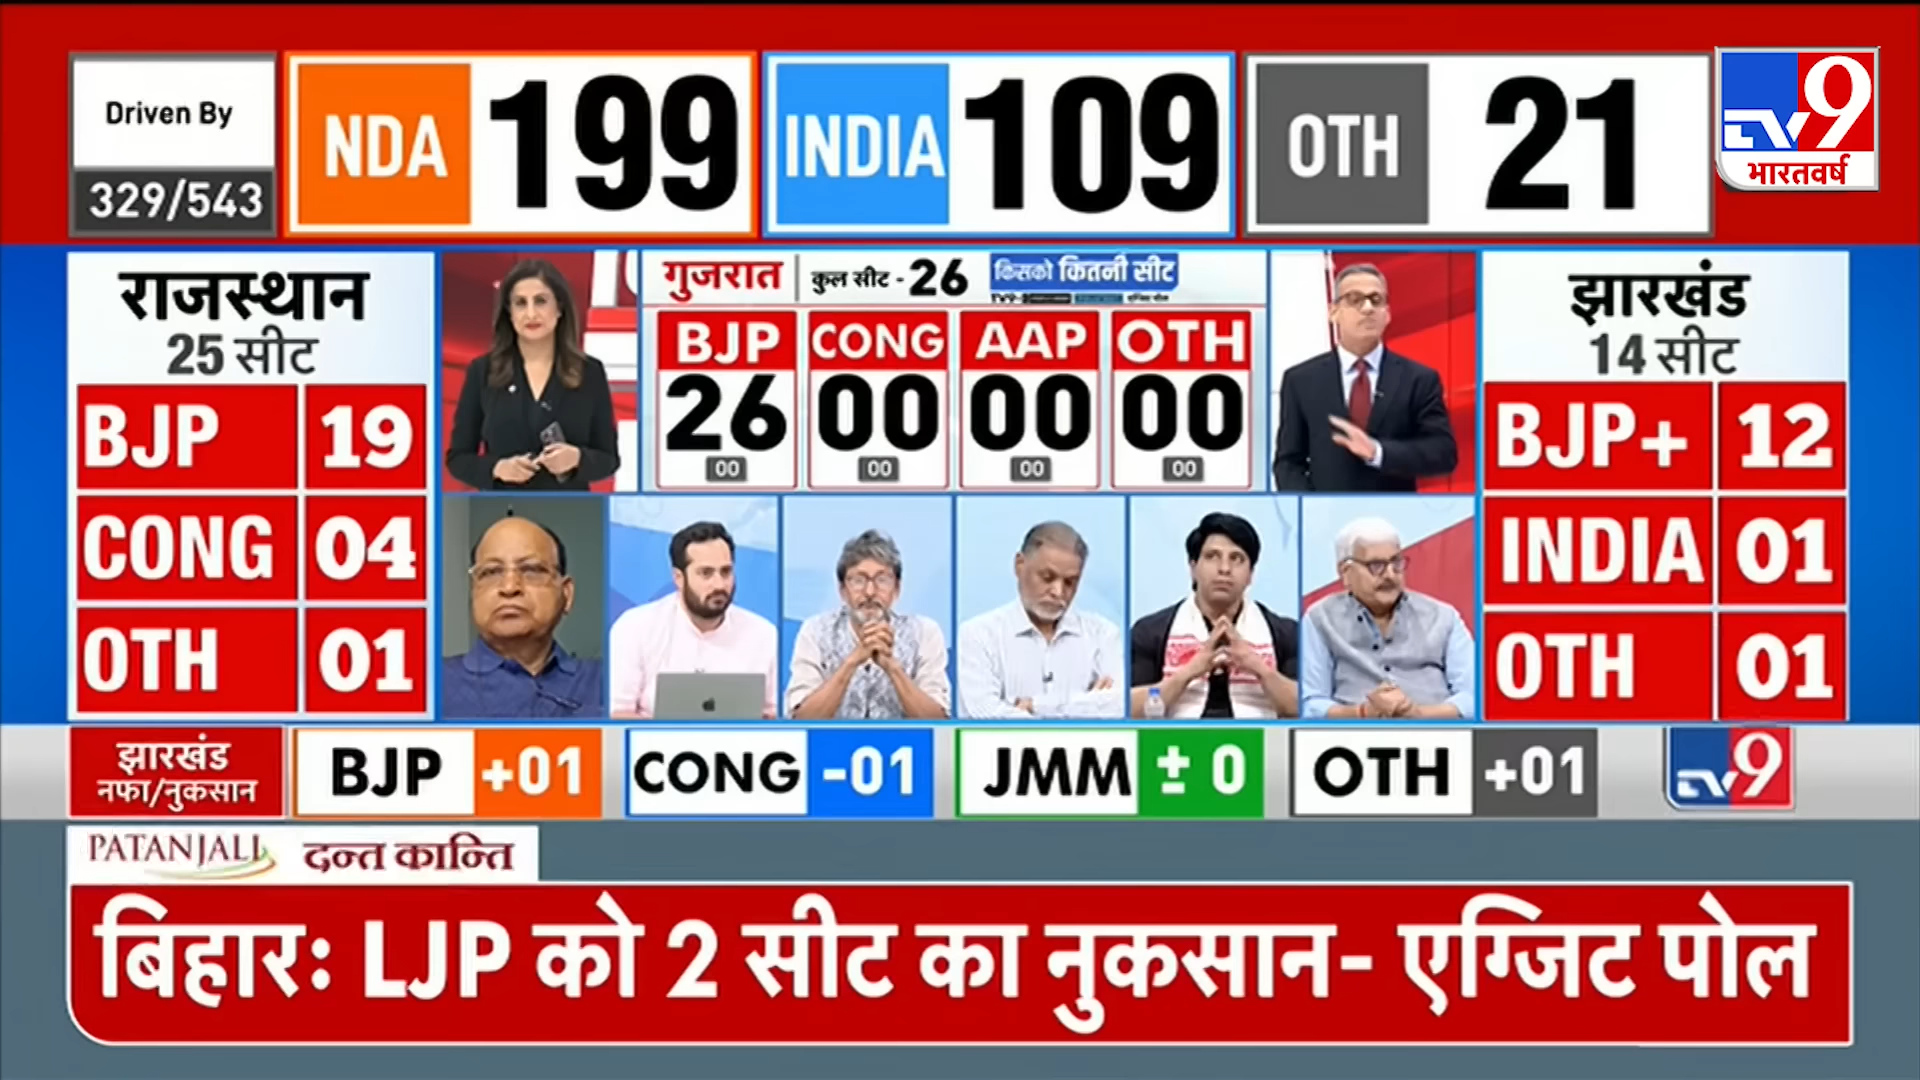 Driven By
329/543
NDA 199
INDIA 109
OTH 21
TV9
भारतवर्ष
राजस्थान
25 सीट
BJP 19
CONG 04
OTH 01
गुजरात कुल सीट - 26 किसको कितनी सीट
BJP CONG AAP OTH
26 00 00 00
00 00 00 00
झारखंड
14 सीट
BJP+ 12
INDIA 01
OTH 01
झारखंड
नफा/नुकसान
BJP +01
CONG -01
JMM ± 0
OTH +01
TV9
PATANJALI दन्त कान्ति
बिहार: LJP को 2 सीट का नुकसान- एग्जिट पोल